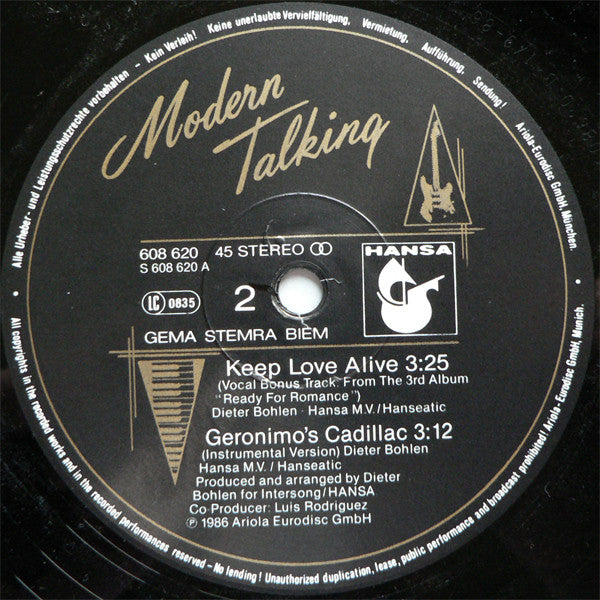 Alle Urheber- und Leistungsschutzrechte vorbehalten – Kein Verleih! Keine unerlaubte Vervielfältigung, Vermietung, Aufführung, Sendung! Ariola-Eurodisc GmbH, München.
Modern
Talking
608 620 45 STEREO
S 608 620 A
HANSA
LC 0835
2
GEMA STEMRA BIEM
Keep Love Alive 3:25
(Vocal Bonus Track. From The 3rd Album
"Ready For Romance")
Dieter Bohlen · Hansa M.V./Hanseatic
Geronimo's Cadillac 3:12
(Instrumental Version) Dieter Bohlen
Hansa M.V. / Hanseatic
Produced and arranged by Dieter
Bohlen for Intersong/HANSA
Co-Producer: Luis Rodriguez
Ⓟ 1986 Ariola Eurodisc GmbH
All copyrights in the recorded works and in the recorded performances reserved – No lending! Unauthorized duplication, lease, public performance and broadcast prohibited! Ariola-Eurodisc GmbH, Munich.